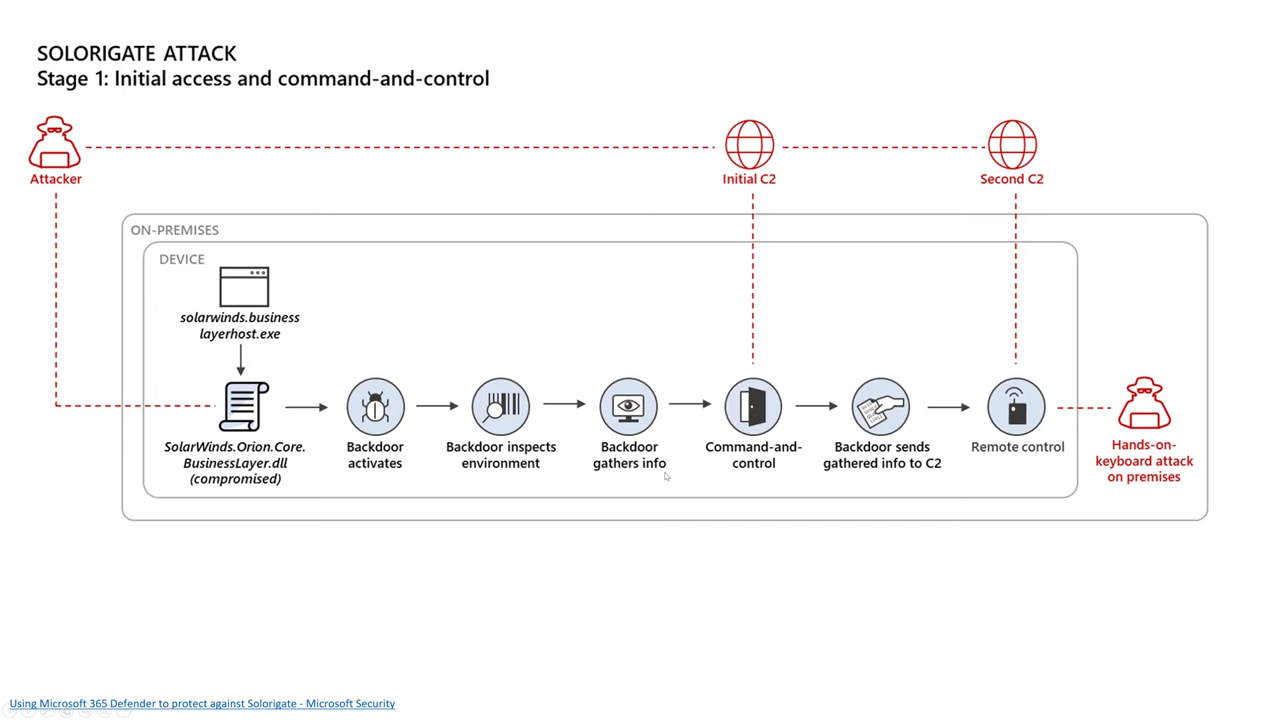 SOLORIGATE ATTACK
Stage 1: Initial access and command-and-control
Attacker
Initial C2
Second C2
ON-PREMISES
DEVICE
solarwinds.business
layerhost.exe
SolarWinds.Orion.Core.
BusinessLayer.dll
(compromised)
Backdoor
activates
Backdoor inspects
environment
Backdoor
gathers info
Command-and-
control
Backdoor sends
gathered info to C2
Remote control
Hands-on-
keyboard attack
on premises
Using Microsoft 365 Defender to protect against Solorigate - Microsoft Security